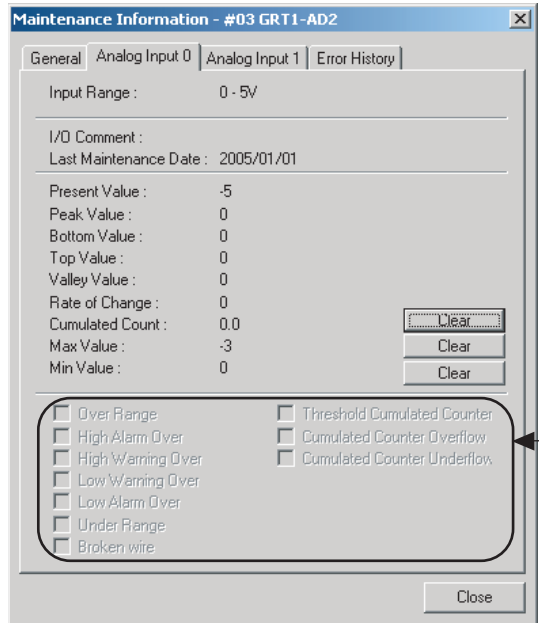 Maintenance Information - #03 GRT1-AD2
General Analog Input 0 Analog Input 1 Error History
Input Range : 0 - 5V
I/O Comment :
Last Maintenance Date : 2005/01/01
Present Value : -5
Peak Value : 0
Bottom Value : 0
Top Value : 0
Valley Value : 0
Rate of Change : 0
Cumulated Count : 0.0 Clear
Max Value : -3 Clear
Min Value : 0 Clear
Over Range Threshold Cumulated Counter
High Alarm Over Cumulated Counter Overflow
High Warning Over Cumulated Counter Underflow
Low Warning Over
Low Alarm Over
Under Range
Broken wire
Close